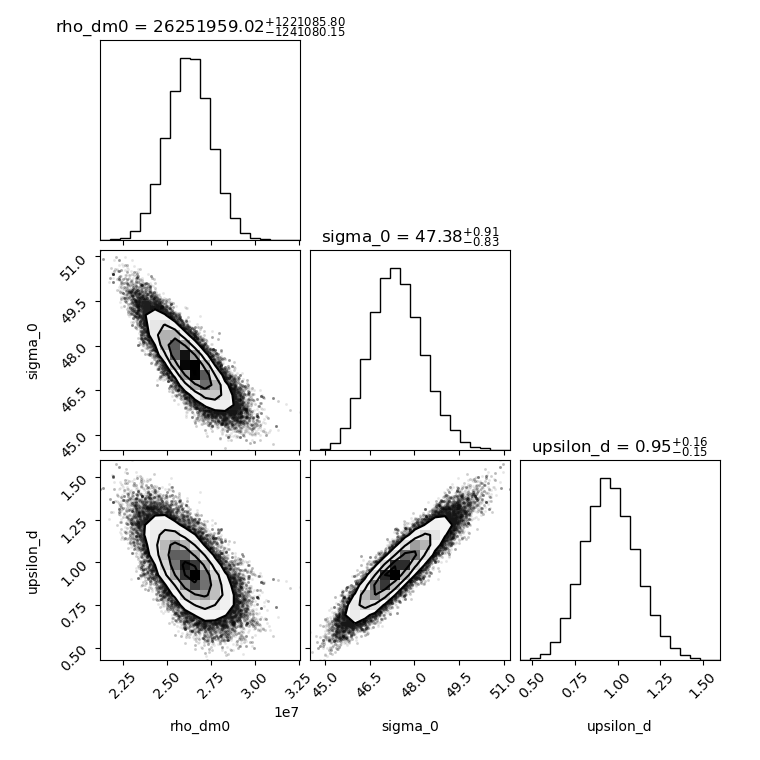 rho_dm0 = 26251959.02+1221085.80−1241080.15
sigma_0 = 47.38+0.91−0.83
51.0
49.5
48.0
46.5
45.0
sigma_0
upsilon_d = 0.95+0.16−0.15
1.50
1.25
1.00
0.75
0.50
upsilon_d
2.25 2.50 2.75 3.00 3.25
1e7
rho_dm0
45.0 46.5 48.0 49.5 51.0
sigma_0
0.50 0.75 1.00 1.25 1.50
upsilon_d